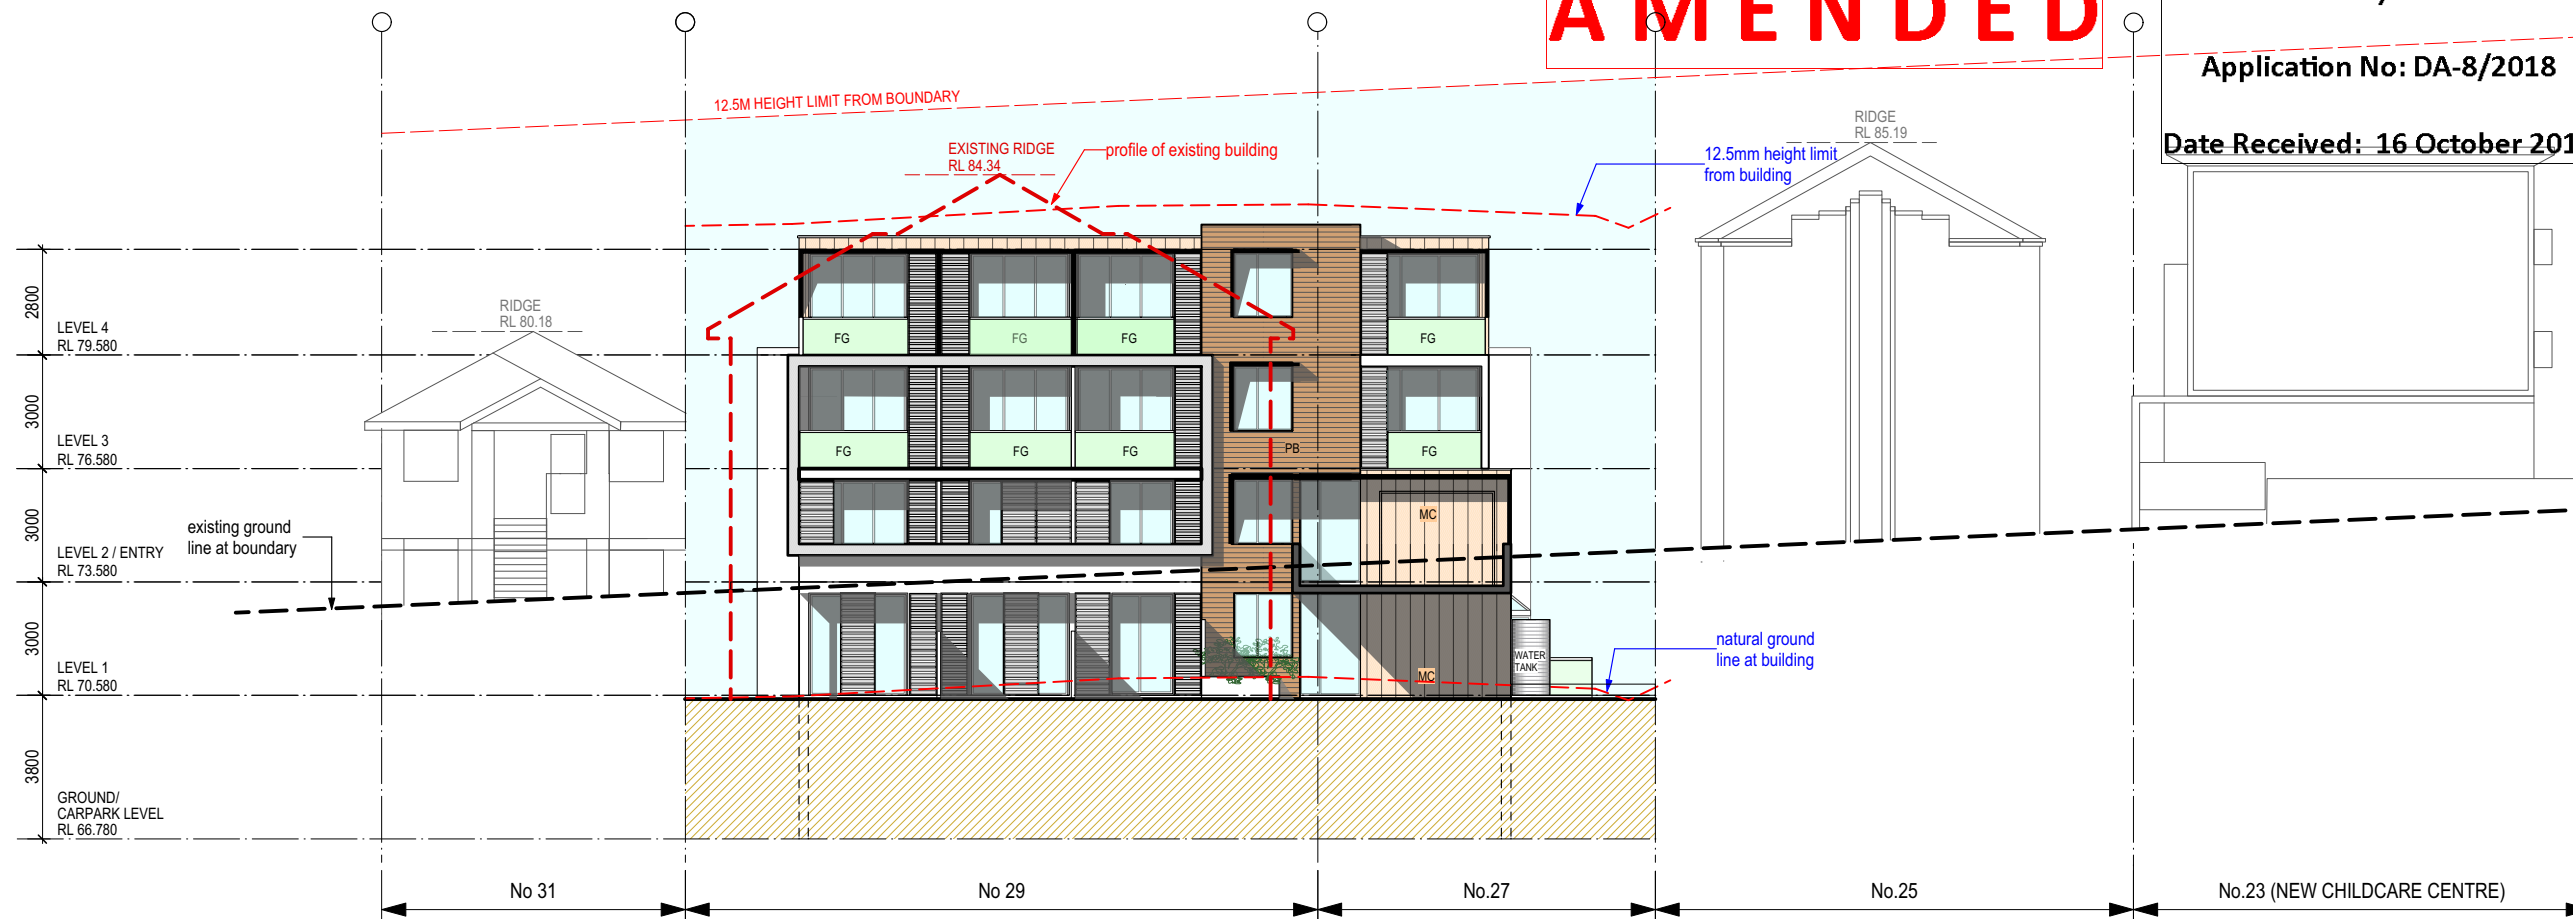 AMENDED
Application No: DA-8/2018
Date Received: 16 October 201
12.5M HEIGHT LIMIT FROM BOUNDARY
EXISTING RIDGE
RL 84.34
profile of existing building
12.5mm height limit
from building
RIDGE
RL 85.19
RIDGE
RL 80.18
2800
LEVEL 4
RL 79.580
3000
LEVEL 3
RL 76.580
3000
LEVEL 2 / ENTRY
RL 73.580
3000
LEVEL 1
RL 70.580
3800
GROUND/
CARPARK LEVEL
RL 66.780
existing ground
line at boundary
FG
FG
FG
FG
FG
FG
FG
PB
FG
MC
MC
WATER
TANK
natural ground
line at building
No 31
No 29
No.27
No.25
No.23 (NEW CHILDCARE CENTRE)